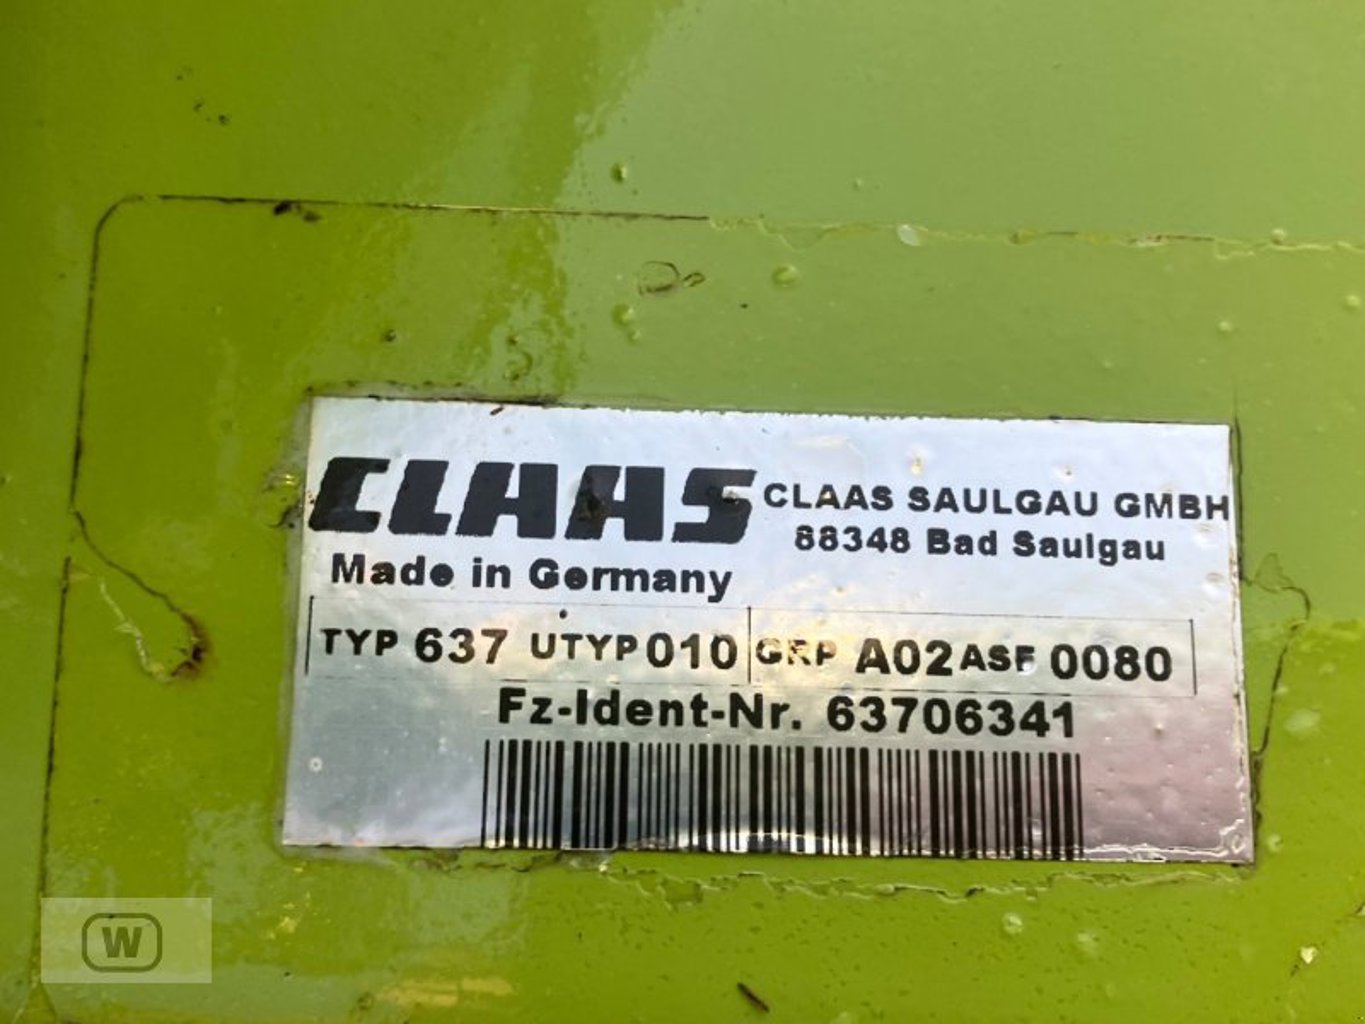 CLAAS
CLAAS SAULGAU GMBH
88348 Bad Saulgau
Made in Germany
TYP 637 UTYP 010 GRP A02 ASF 0080
Fz-Ident-Nr. 63706341
W